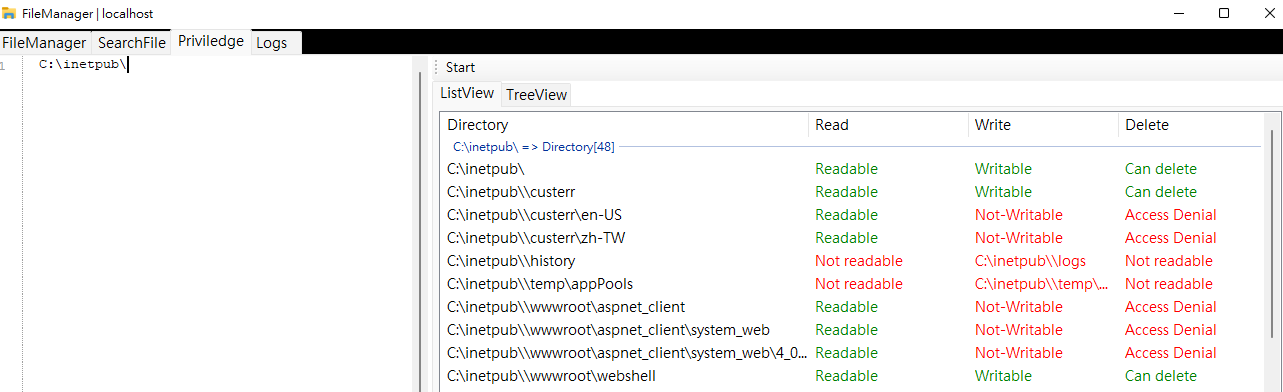 FileManager | localhost
FileManager SearchFile Priviledge Logs
1 C:\inetpub\
Start
ListView TreeView
Directory Read Write Delete
C:\inetpub\ => Directory[48]
C:\inetpub\ Readable Writable Can delete
C:\inetpub\\custerr Readable Writable Can delete
C:\inetpub\\custerr\en-US Readable Not-Writable Access Denial
C:\inetpub\\custerr\zh-TW Readable Not-Writable Access Denial
C:\inetpub\\history Not readable C:\inetpub\\logs Not readable
C:\inetpub\\temp\appPools Not readable C:\inetpub\\temp\... Not readable
C:\inetpub\\wwwroot\aspnet_client Readable Not-Writable Access Denial
C:\inetpub\\wwwroot\aspnet_client\system_web Readable Not-Writable Access Denial
C:\inetpub\\wwwroot\aspnet_client\system_web\4_0... Readable Not-Writable Access Denial
C:\inetpub\\wwwroot\webshell Readable Writable Can delete